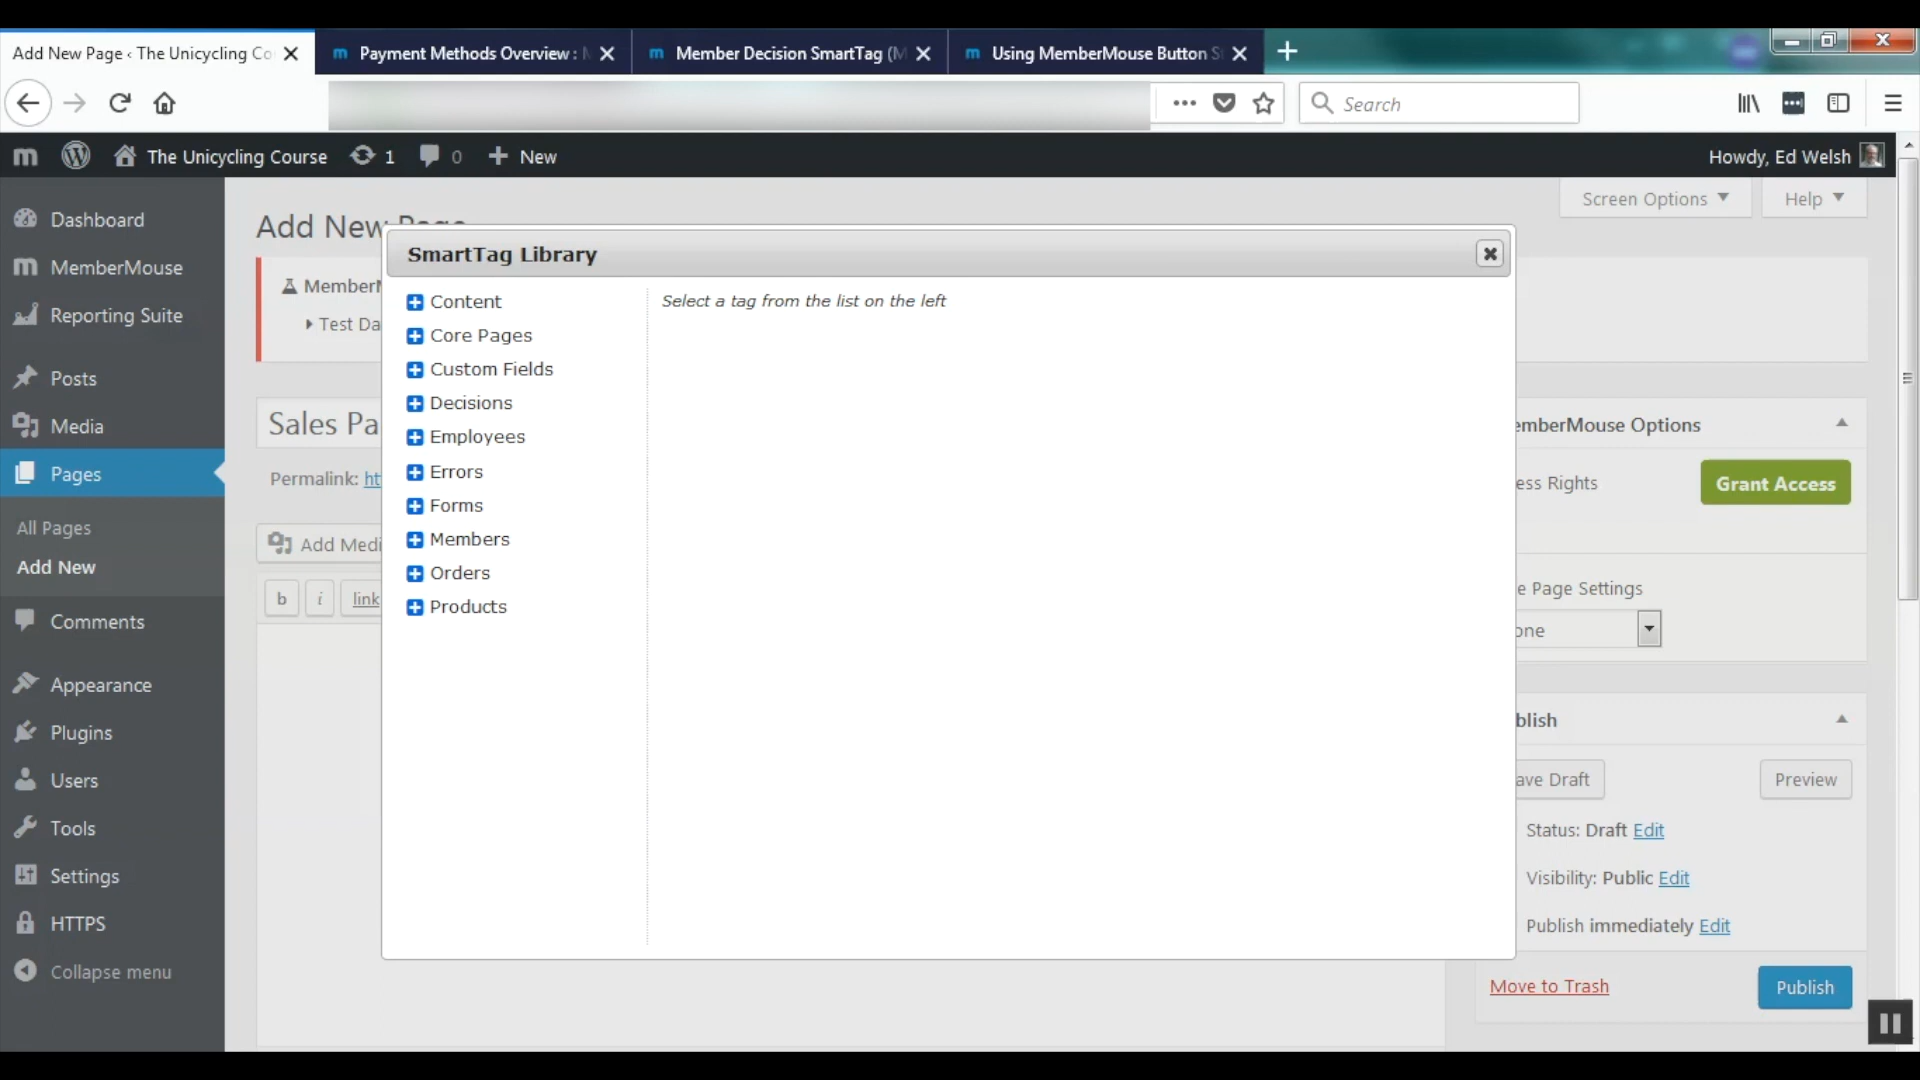 Add New Page ‹ The Unicycling Co
Payment Methods Overview :
Member Decision SmartTag (M
Using MemberMouse Button S
Search
The Unicycling Course
1
0
New
Howdy, Ed Welsh
Screen Options
Help
Dashboard
MemberMouse
Reporting Suite
Posts
Media
Pages
All Pages
Add New
Comments
Appearance
Plugins
Users
Tools
Settings
HTTPS
Collapse menu
Add New Page
MemberM
Test Da
Sales Pa
Permalink: ht
Add Medi
b
i
link
SmartTag Library
Content
Core Pages
Custom Fields
Decisions
Employees
Errors
Forms
Members
Orders
Products
Select a tag from the list on the left
emberMouse Options
ess Rights
Grant Access
e Page Settings
one
blish
ave Draft
Preview
Status: Draft Edit
Visibility: Public Edit
Publish immediately Edit
Move to Trash
Publish